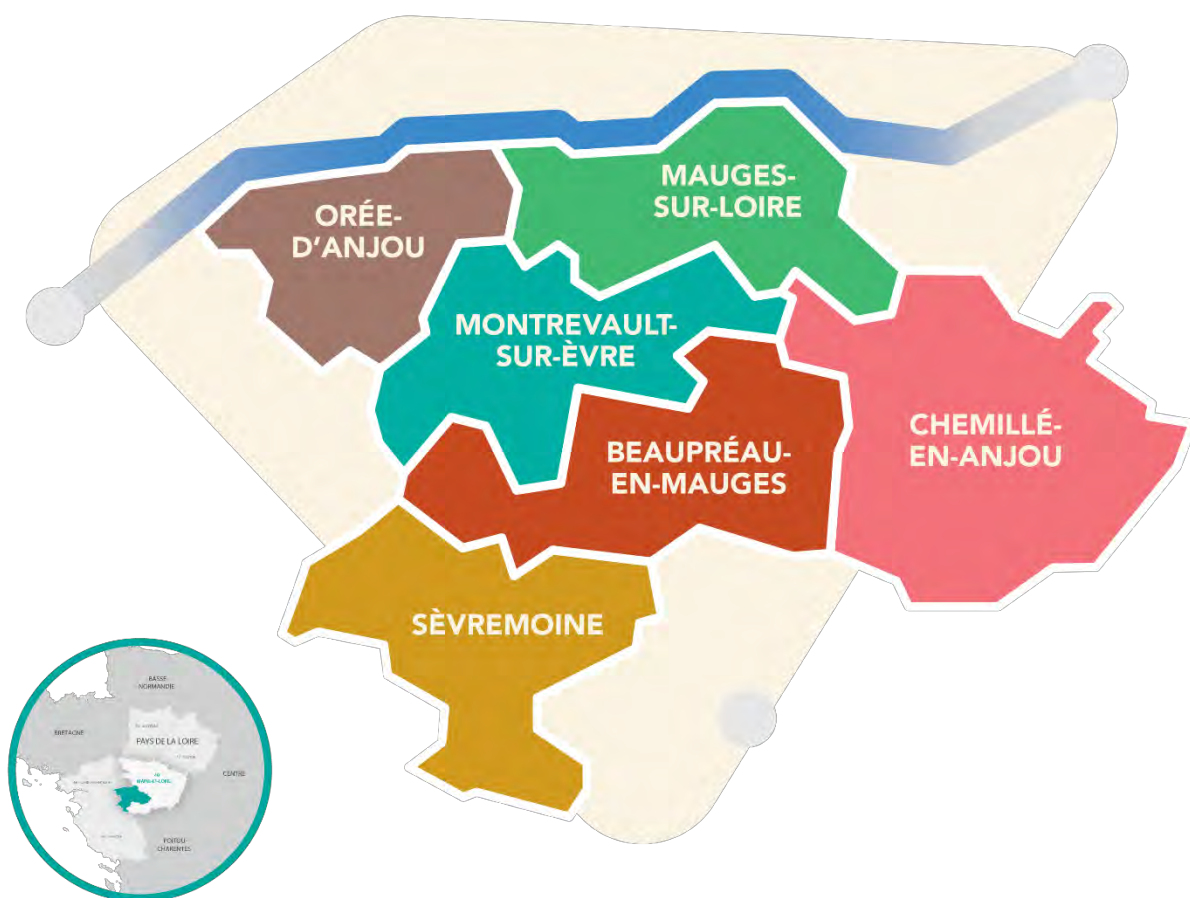 MAUGES-
SUR-LOIRE
ORÉE-
D’ANJOU
MONTREVAULT-
SUR-ÈVRE
CHEMILLÉ-
EN-ANJOU
BEAUPRÉAU-
EN-MAUGES
SÈVREMOINE
BASSE-
NORMANDIE
BRETAGNE
PAYS DE LA LOIRE
CENTRE
POITOU-
CHARENTES